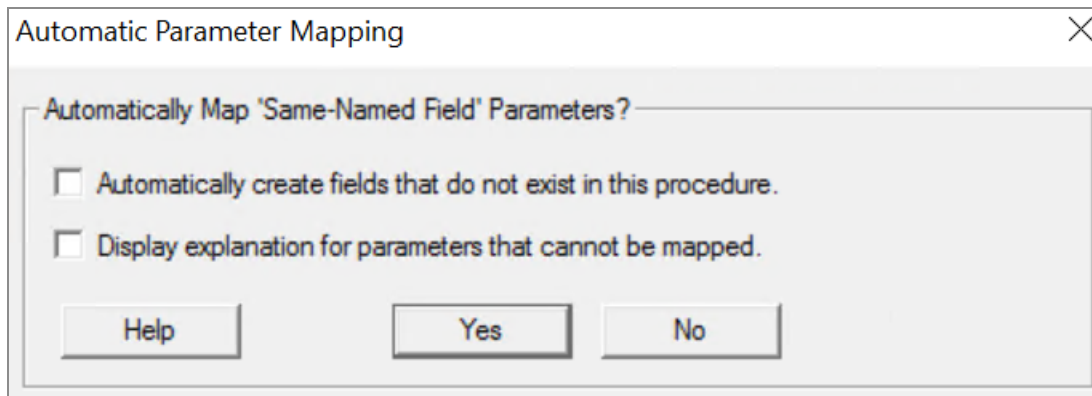 Automatic Parameter Mapping
Automatically Map 'Same-Named Field' Parameters?
Automatically create fields that do not exist in this procedure.
Display explanation for parameters that cannot be mapped.
Help Yes No